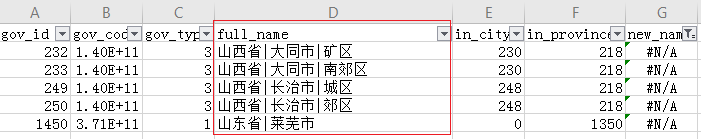 A B C D E F G
gov_id gov_cod gov_typ full_name in_city in_province new_nam
232 1.40E+11 3 山西省|大同市|矿区 230 218 #N/A
233 1.40E+11 3 山西省|大同市|南郊区 230 218 #N/A
249 1.40E+11 3 山西省|长治市|城区 248 218 #N/A
250 1.40E+11 3 山西省|长治市|郊区 248 218 #N/A
1450 3.71E+11 1 山东省|莱芜市 0 1350 #N/A